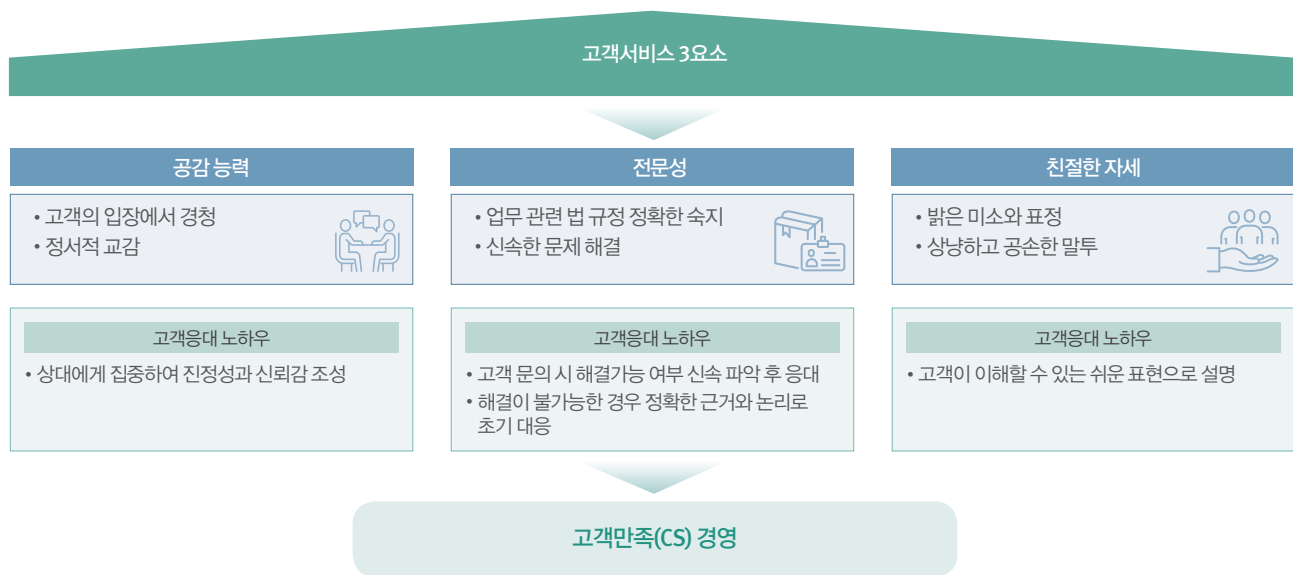 고객서비스 3요소
공감 능력
• 고객의 입장에서 경청
• 정서적 교감
고객응대 노하우
• 상대에게 집중하여 진정성과 신뢰감 조성
전문성
• 업무 관련 법 규정 정확한 숙지
• 신속한 문제 해결
고객응대 노하우
• 고객 문의 시 해결가능 여부 신속 파악 후 응대
• 해결이 불가능한 경우 정확한 근거와 논리로
초기 대응
친절한 자세
• 밝은 미소와 표정
• 상냥하고 공손한 말투
고객응대 노하우
• 고객이 이해할 수 있는 쉬운 표현으로 설명
고객만족(CS) 경영